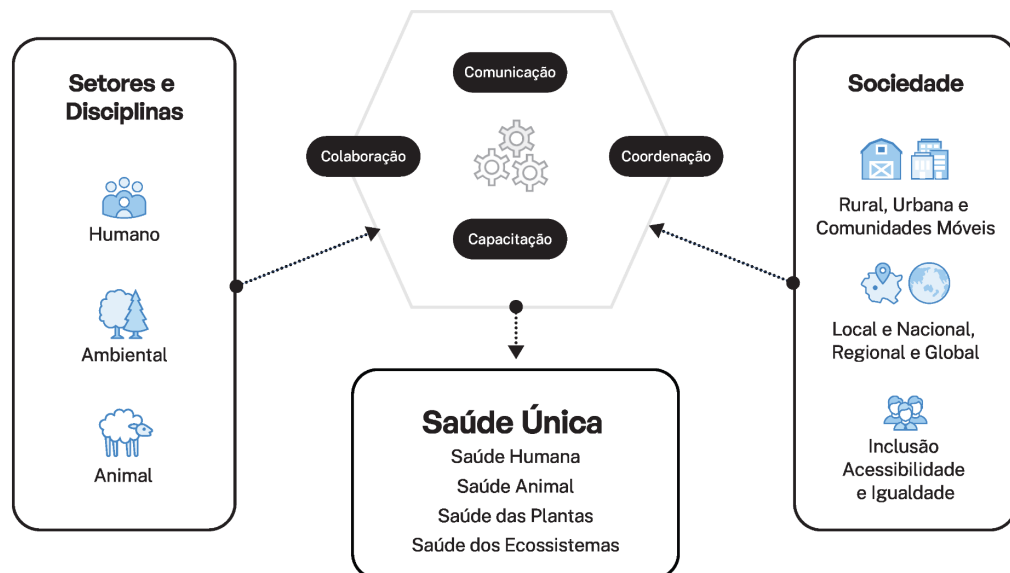 Setores e
Disciplinas
Humano
Ambiental
Animal
Comunicação
Colaboração
Coordenação
Capacitação
Saúde Única
Saúde Humana
Saúde Animal
Saúde das Plantas
Saúde dos Ecossistemas
Sociedade
Rural, Urbana e
Comunidades Móveis
Local e Nacional,
Regional e Global
Inclusão
Acessibilidade
e Igualdade